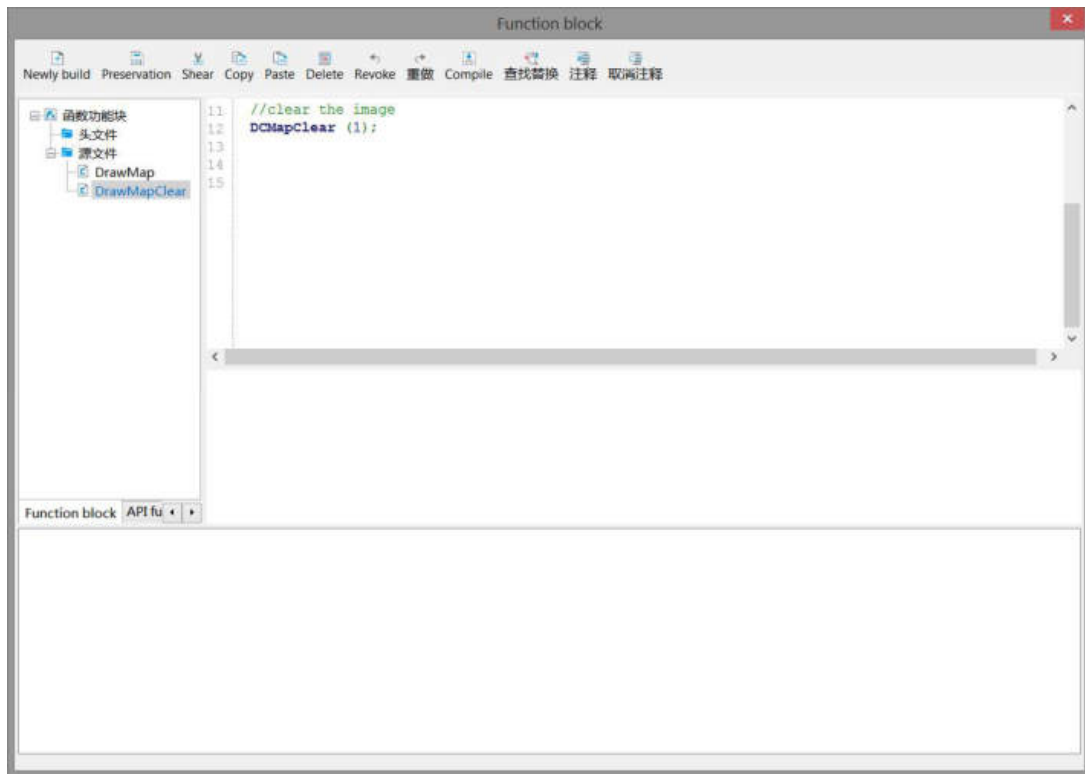 Function block
Newly build Preservation Shear Copy Paste Delete Revoke 重做 Compile 查找替换 注释 取消注释
函数功能块
头文件
源文件
DrawMap
DrawMapClear
11 //clear the image
12 DCMapClear (1);
13
14
15
Function block API fu